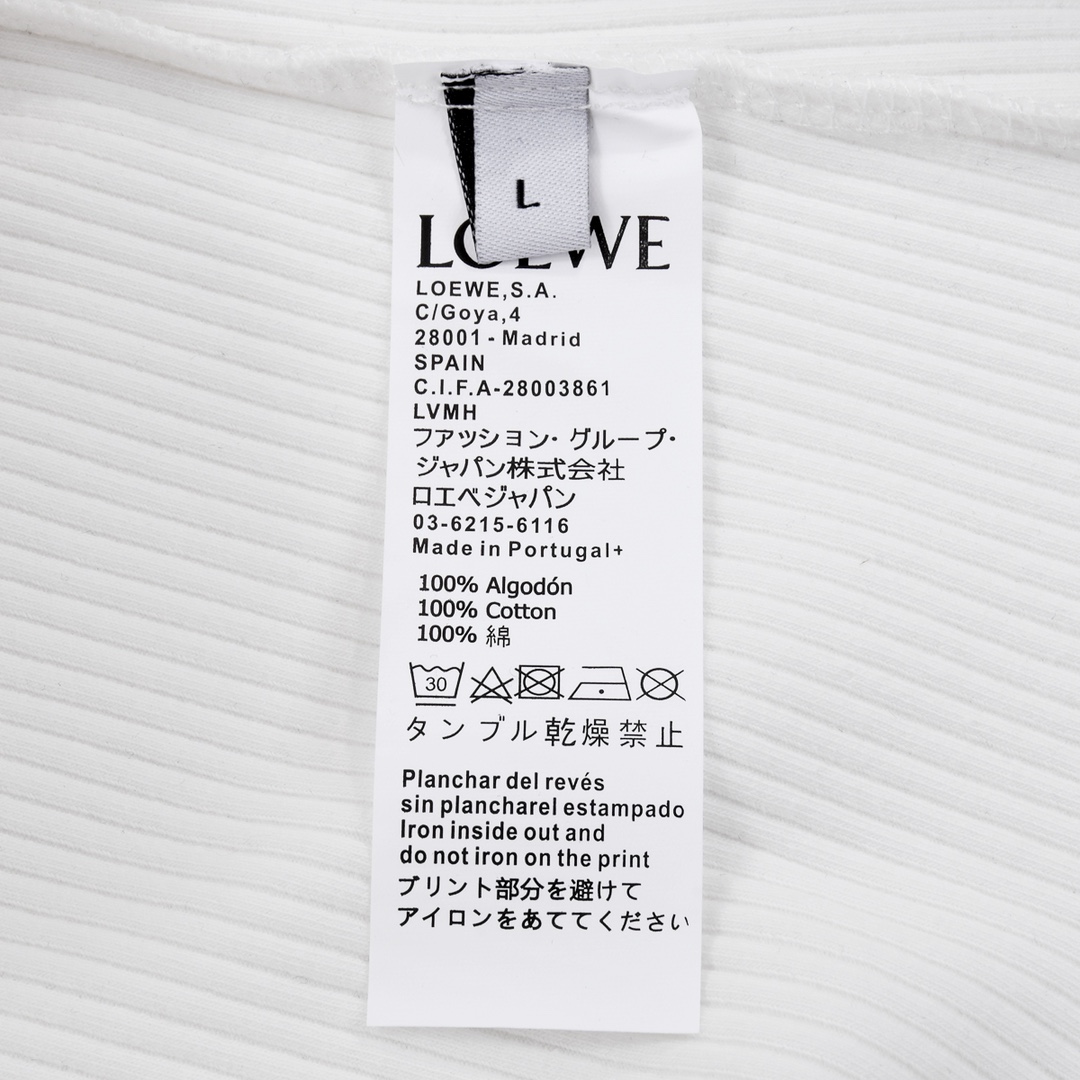 L
LOEWE
LOEWE,S.A.
C/Goya,4
28001 - Madrid
SPAIN
C.I.F.A-28003861
LVMH
ファッション・グループ・
ジャパン株式会社
ロエベジャパン
03-6215-6116
Made in Portugal+
100% Algodón
100% Cotton
100% 綿
30
タンブル乾燥禁止
Planchar del revés
sin plancharel estampado
Iron inside out and
do not iron on the print
プリント部分を避けて
アイロンをあててください